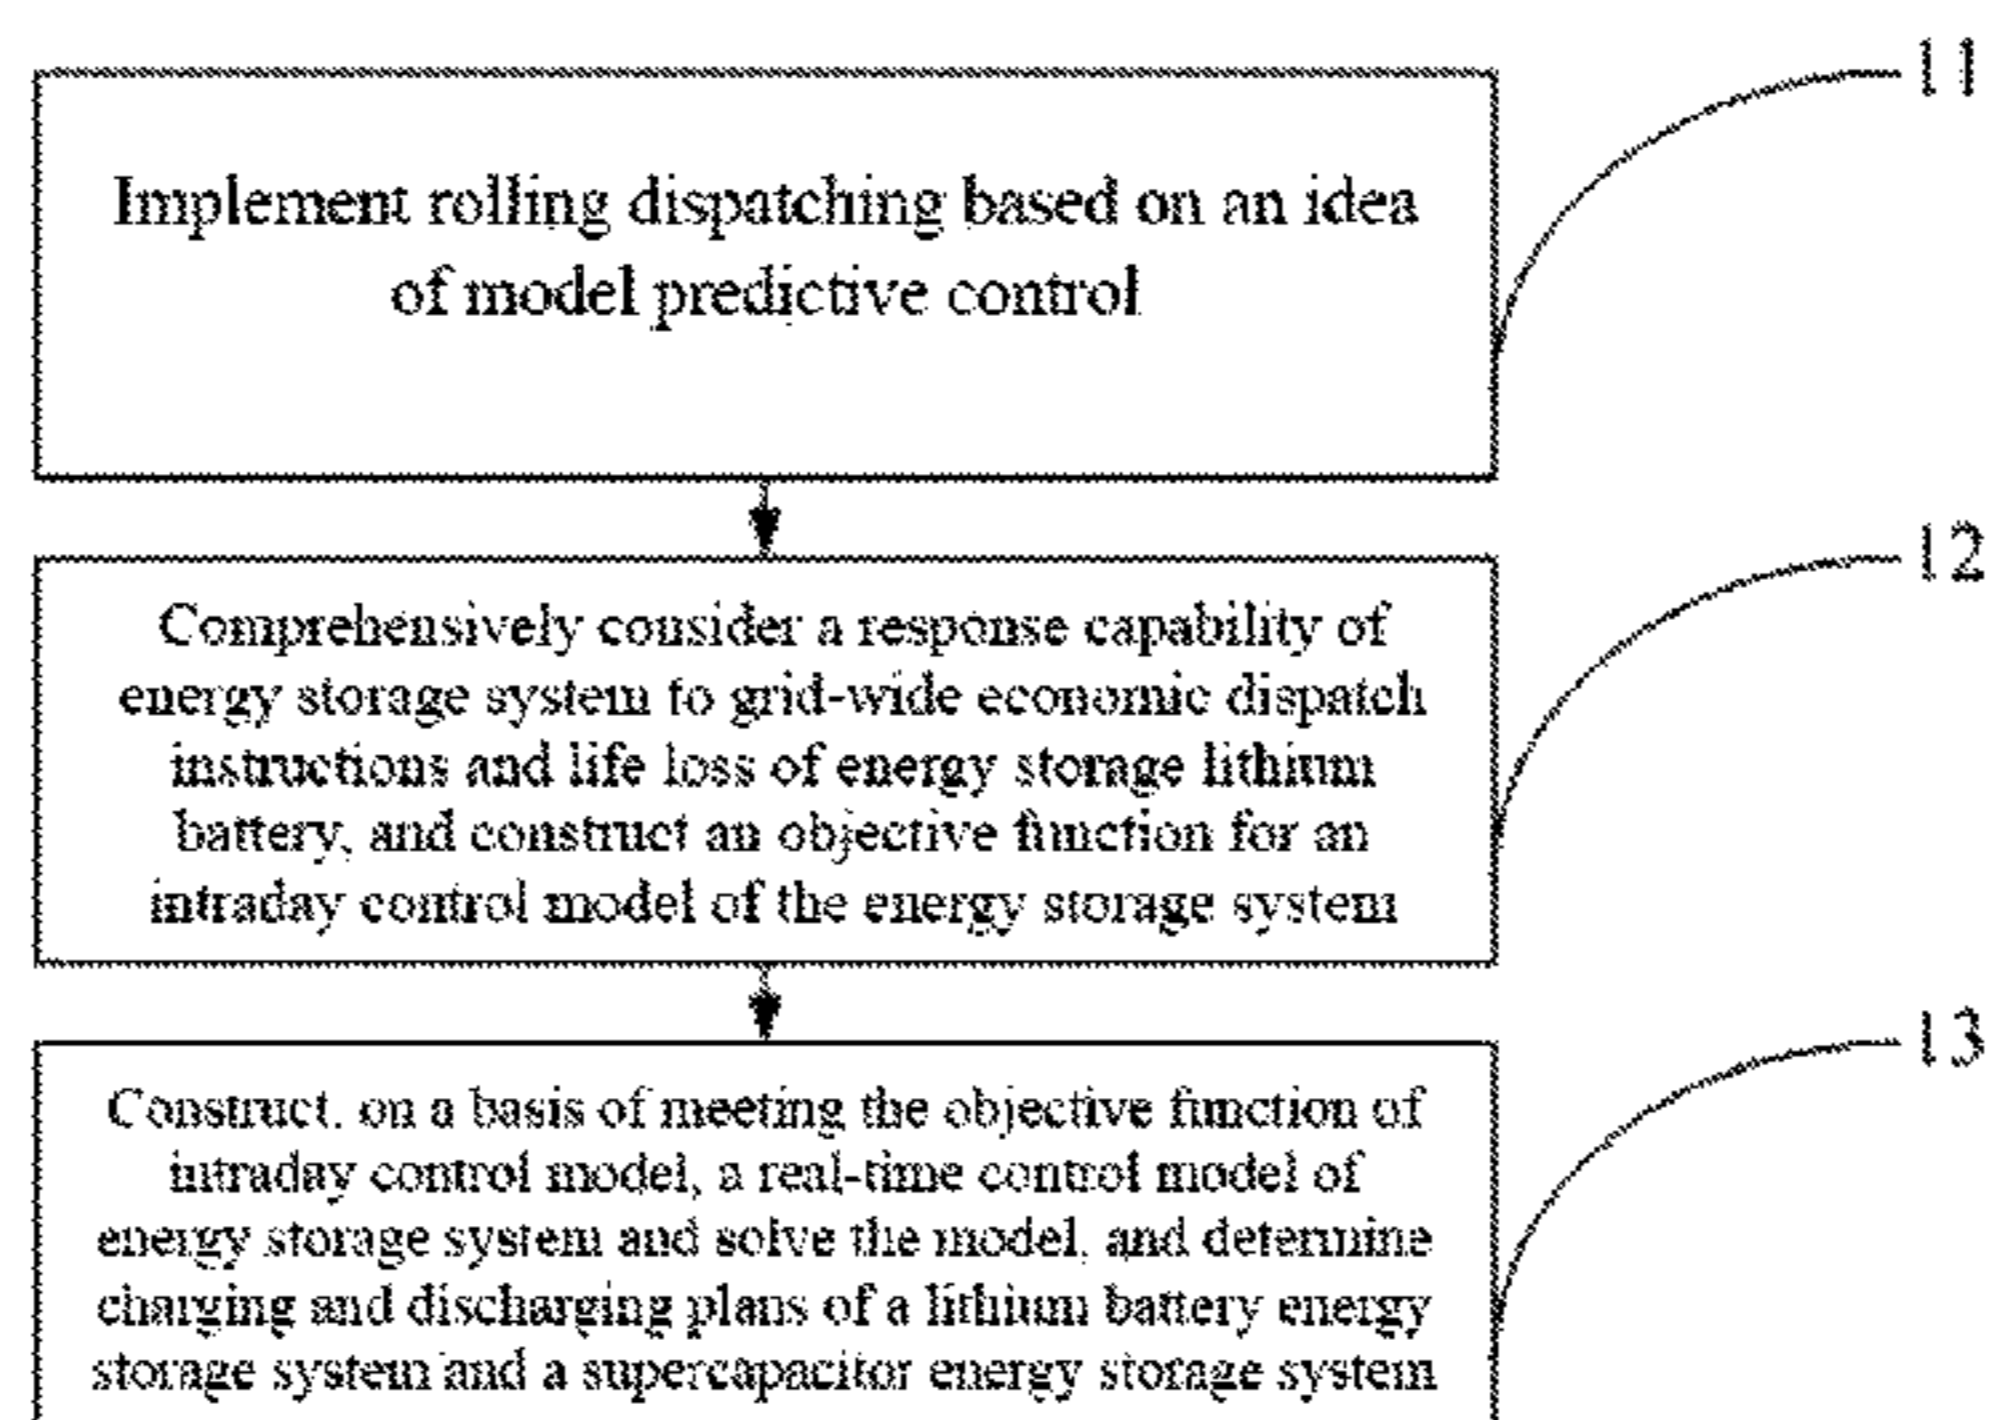 11
Implement rolling dispatching based on an idea
of model predictive control
12
Comprehensively consider a response capability of
energy storage system to grid-wide economic dispatch
instructions and life loss of energy storage lithium
battery, and construct an objective function for an
intraday control model of the energy storage system
13
Construct, on a basis of meeting the objective function of
intraday control model, a real-time control model of
energy storage system and solve the model, and determine
charging and discharging plans of a lithium battery energy
storage system and a supercapacitor energy storage system